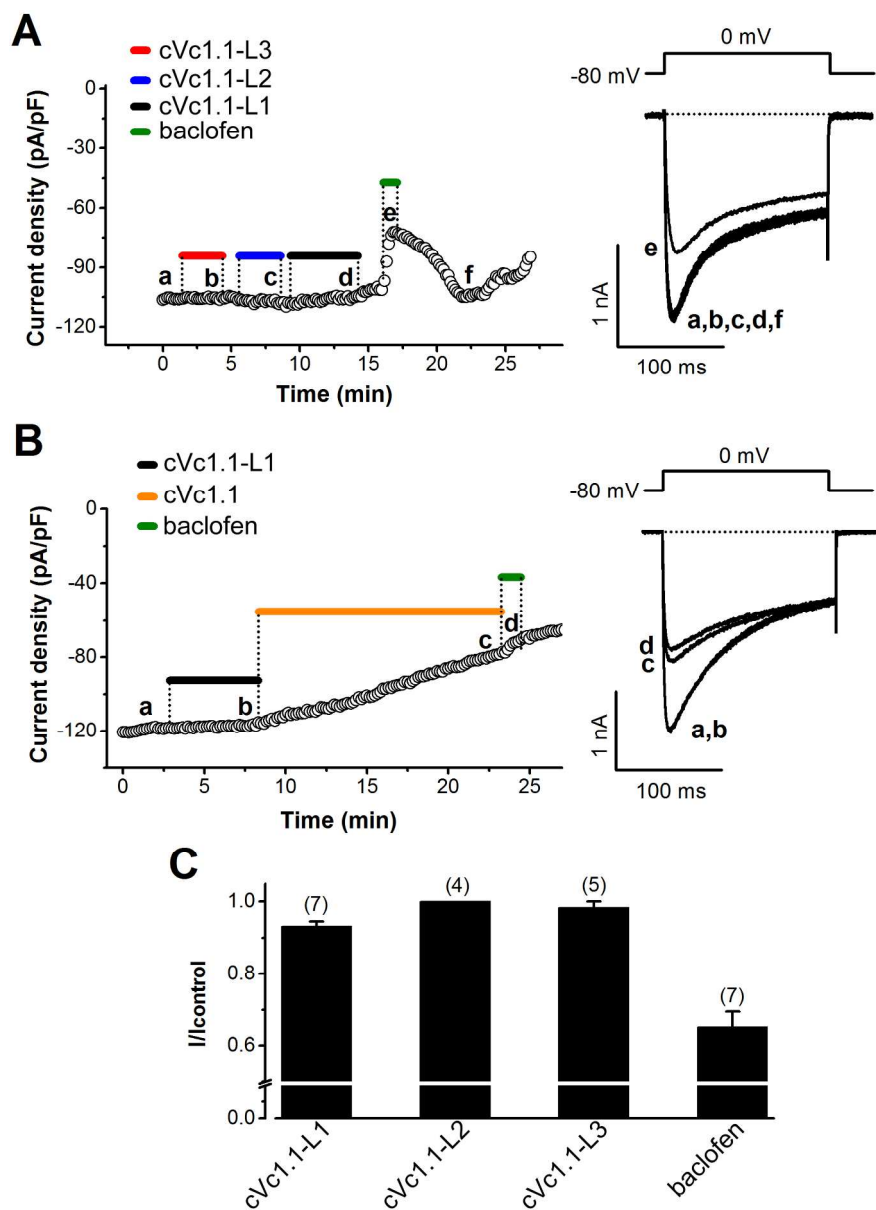 A
cVc1.1-L3
cVc1.1-L2
cVc1.1-L1
baclofen
Current density (pA/pF)
0
-30
-60
-90
-120
a
b
c
d
e
f
0 5 10 15 20 25
Time (min)
0 mV
-80 mV
e
a,b,c,d,f
1 nA
100 ms
B
cVc1.1-L1
cVc1.1
baclofen
Current density (pA/pF)
0
-40
-80
-120
a
b
c
d
0 5 10 15 20 25
Time (min)
0 mV
-80 mV
d
c
a,b
1 nA
100 ms
C
I/Icontrol
1.0
0.8
0.6
0.0
(7)
(4)
(5)
(7)
cVc1.1-L1
cVc1.1-L2
cVc1.1-L3
baclofen